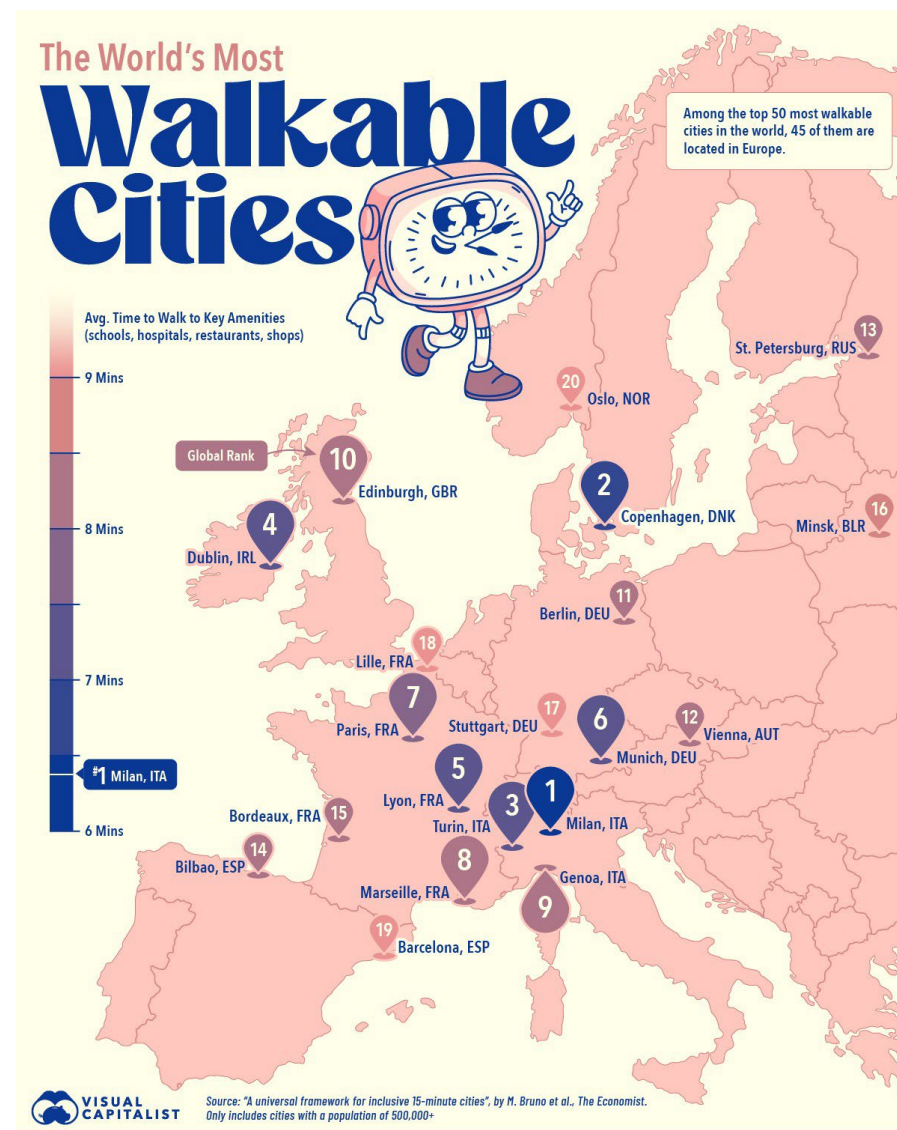 The World's Most
Walkable
Cities
Among the top 50 most walkable
cities in the world, 45 of them are
located in Europe.
Avg. Time to Walk to Key Amenities
(schools, hospitals, restaurants, shops)
9 Mins
8 Mins
7 Mins
#1 Milan, ITA
6 Mins
Global Rank
13
St. Petersburg, RUS
20
Oslo, NOR
10
Edinburgh, GBR
2
Copenhagen, DNK
16
Minsk, BLR
4
Dublin, IRL
11
Berlin, DEU
18
Lille, FRA
7
Paris, FRA
17
Stuttgart, DEU
6
Munich, DEU
12
Vienna, AUT
5
Lyon, FRA
3
Turin, ITA
1
Milan, ITA
15
Bordeaux, FRA
14
Bilbao, ESP
8
Marseille, FRA
Genoa, ITA
9
19
Barcelona, ESP
VISUAL
CAPITALIST
Source: "A universal framework for inclusive 15-minute cities", by M. Bruno et al., The Economist.
Only includes cities with a population of 500,000+